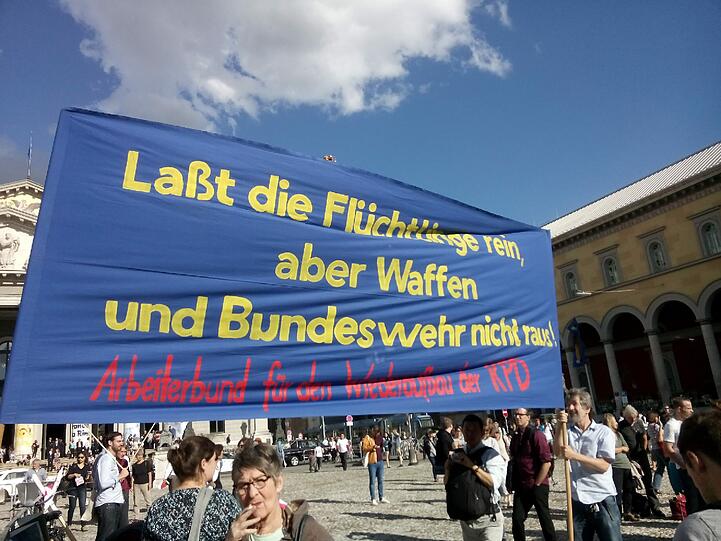 Laßt die Flüchtlinge rein,
aber Waffen
und Bundeswehr nicht raus!
Arbeiterbund für den Wiederaufbau der KPD